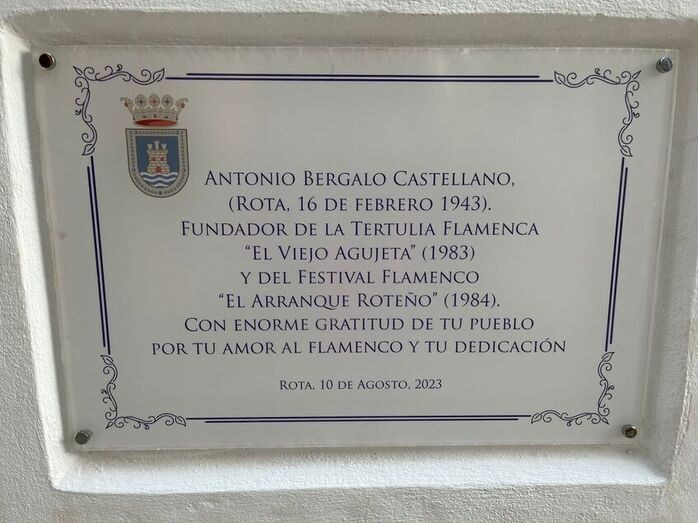 Antonio Bergalo Castellano,
(Rota, 16 de febrero 1943).
Fundador de la Tertulia Flamenca
“El Viejo Agujeta” (1983)
y del Festival Flamenco
“El Arranque Roteño” (1984).
Con enorme gratitud de tu pueblo
por tu amor al flamenco y tu dedicación
Rota, 10 de Agosto, 2023